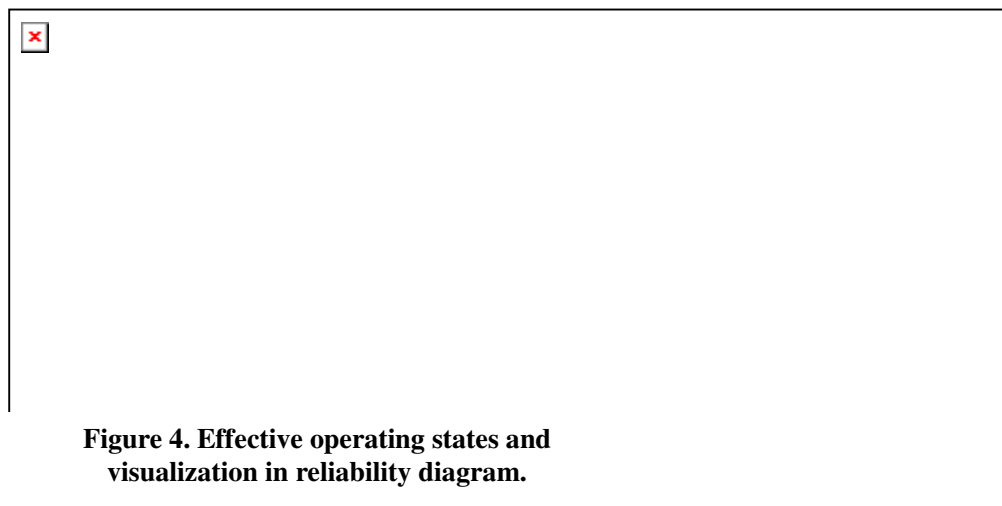 Figure 4. Effective operating states and
visualization in reliability diagram.